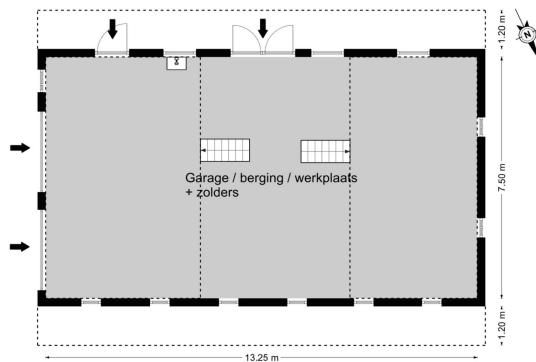 1.20 m
N
7.50 m
Garage / berging / werkplaats
+ zolders
1.20 m
13.25 m